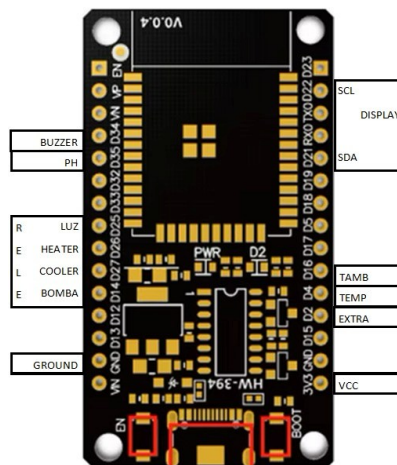 V0.0.4
EN
VP
VN
D34
D35
D32
D33
D25
D26
D27
D14
D12
D13
GND
VIN
D23
D22
TX0
RX0
D21
D19
D18
D5
D17
D16
D4
D2
D15
GND
3V3
BUZZER
PH
R LUZ
E HEATER
L COOLER
E BOMBA
GROUND
SCL
DISPLAY
SDA
TAMB
TEMP
EXTRA
VCC
PWR
D2
1
HW-394
EN
BOOT